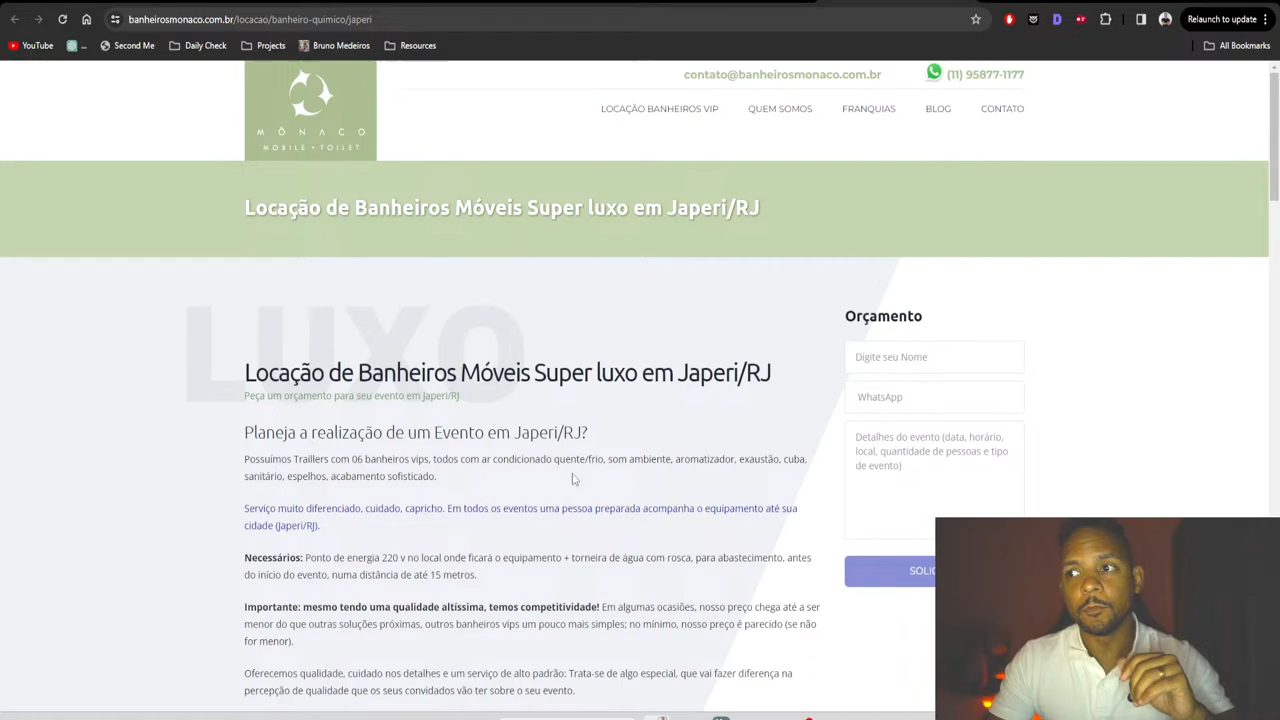 banheirosmonaco.com.br/locacao/banheiro-quimico/japeri
Relaunch to update
YouTube
...
Second Me
Daily Check
Projects
Bruno Medeiros
Resources
All Bookmarks
contato@banheirosmonaco.com.br
(11) 95877-1177
MÔNACO
MOBILE • TOILET
LOCAÇÃO BANHEIROS VIP
QUEM SOMOS
FRANQUIAS
BLOG
CONTATO
Locação de Banheiros Móveis Super luxo em Japeri/RJ
LUXO
Locação de Banheiros Móveis Super luxo em Japeri/RJ
Peça um orçamento para seu evento em Japeri/RJ
Planeja a realização de um Evento em Japeri/RJ?
Possuímos Traillers com 06 banheiros vips, todos com ar condicionado quente/frio, som ambiente, aromatizador, exaustão, cuba,
sanitário, espelhos, acabamento sofisticado.
Serviço muito diferenciado, cuidado, capricho. Em todos os eventos uma pessoa preparada acompanha o equipamento até sua
cidade (Japeri/RJ).
Necessários: Ponto de energia 220 v no local onde ficará o equipamento + torneira de água com rosca, para abastecimento, antes
do início do evento, numa distância de até 15 metros.
Importante: mesmo tendo uma qualidade altíssima, temos competitividade! Em algumas ocasiões, nosso preço chega até a ser
menor do que outras soluções próximas, outros banheiros vips um pouco mais simples; no mínimo, nosso preço é parecido (se não
for menor).
Oferecemos qualidade, cuidado nos detalhes e um serviço de alto padrão: Trata-se de algo especial, que vai fazer diferença na
percepção de qualidade que os seus convidados vão ter sobre o seu evento.
Orçamento
Digite seu Nome
WhatsApp
Detalhes do evento (data, horário,
local, quantidade de pessoas e tipo
de evento)
SOLI